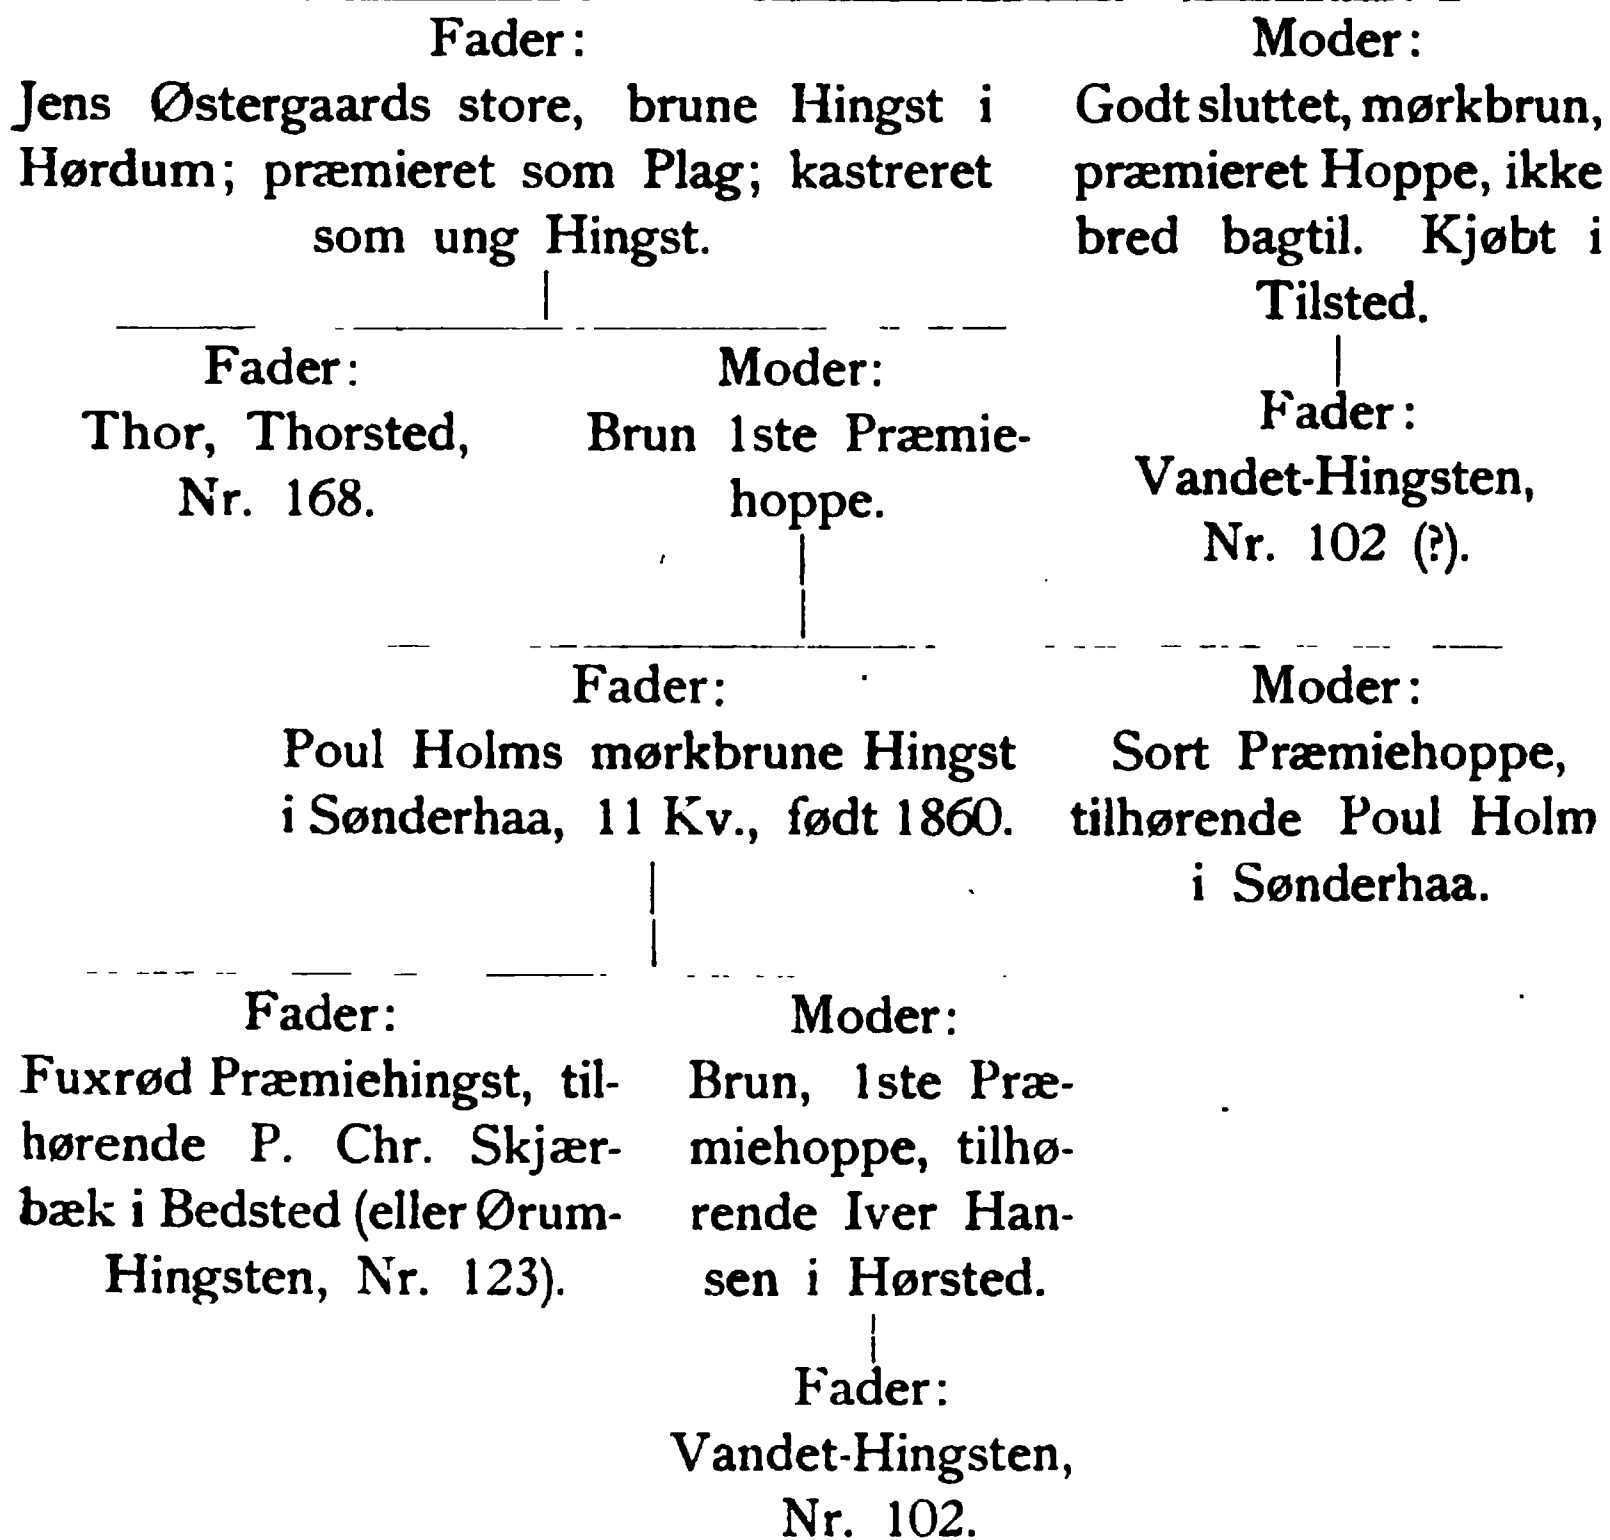 Fader:
Jens Østergaards store, brune Hingst i
Hørdum; præmieret som Plag; kastreret
som ung Hingst.
Moder:
Godt sluttet, mørkbrun,
præmieret Hoppe, ikke
bred bagtil. Kjøbt i
Tilsted.
Fader:
Thor, Thorsted,
Nr. 168.
Moder:
Brun 1ste Præmie-
hoppe.
Fader:
Vandet-Hingsten,
Nr. 102 (?).
Fader:
Poul Holms mørkbrune Hingst
i Sønderhaa, 11 Kv., født 1860.
Moder:
Sort Præmiehoppe,
tilhørende Poul Holm
i Sønderhaa.
Fader:
Fuxrød Præmiehingst, til-
hørende P. Chr. Skjær-
bæk i Bedsted (eller Ørum-
Hingsten, Nr. 123).
Moder:
Brun, 1ste Præ-
miehoppe, tilhø-
rende Iver Han-
sen i Hørsted.
Fader:
Vandet-Hingsten,
Nr. 102.